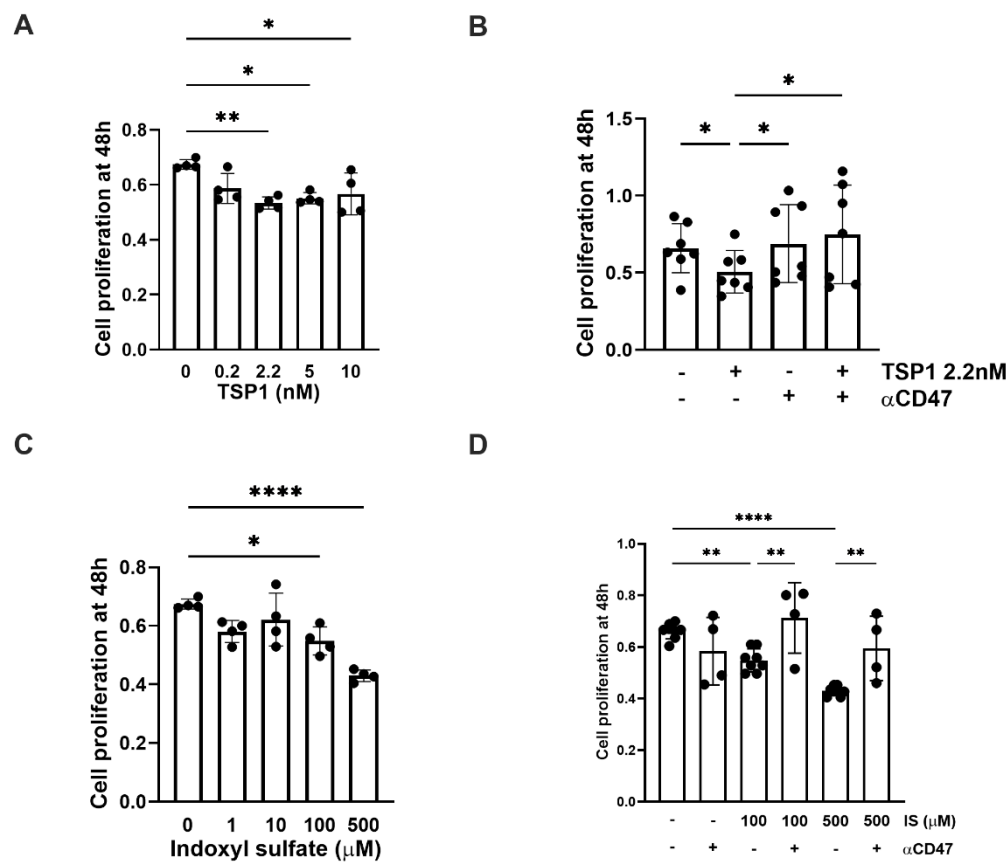 A
*
*
**
Cell proliferation at 48h
0.8
0.6
0.4
0.2
0.0
0 0.2 2.2 5 10
TSP1 (nM)
B
*
* *
Cell proliferation at 48h
1.5
1.0
0.5
0.0
- + - + TSP1 2.2nM
- - + + αCD47
C
****
*
Cell proliferation at 48h
0.8
0.6
0.4
0.2
0.0
0 1 10 100 500
Indoxyl sulfate (μM)
D
****
** ** **
Cell proliferation at 48h
1.0
0.8
0.6
0.4
0.2
0.0
- - 100 100 500 500 IS (μM)
- + - + - + αCD47